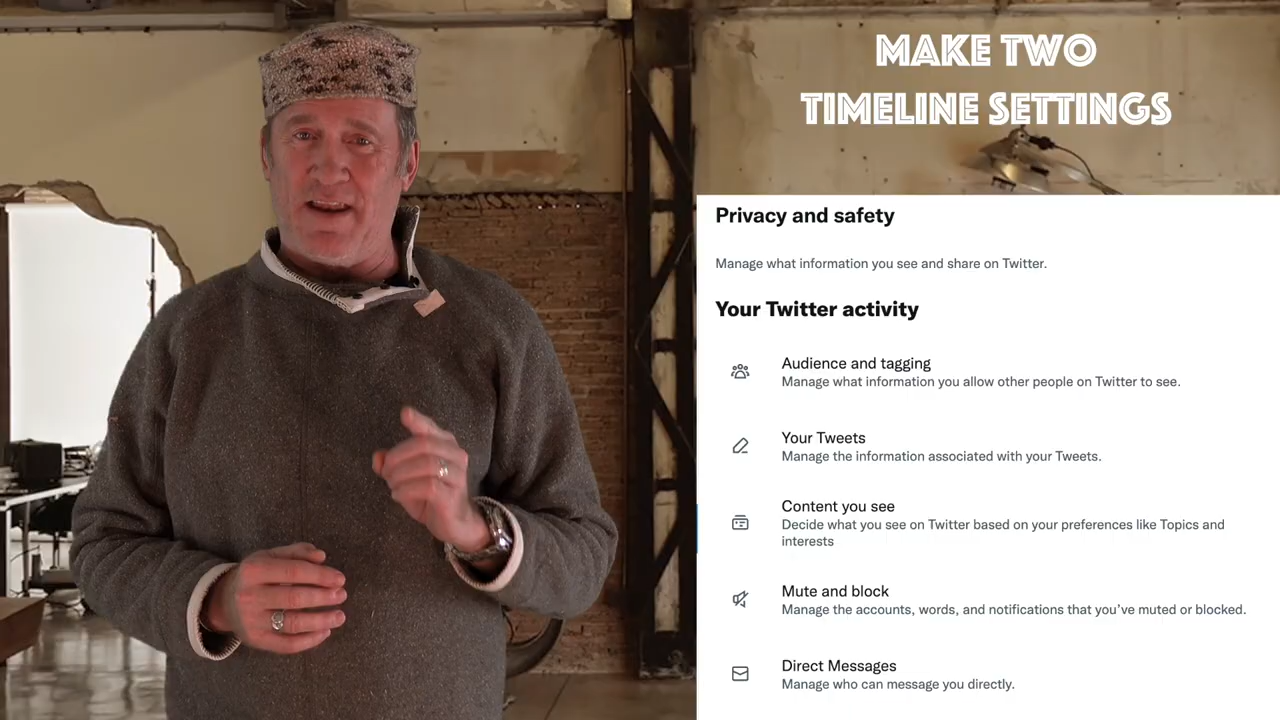 MAKE TWO
TIMELINE SETTINGS
Privacy and safety
Manage what information you see and share on Twitter.
Your Twitter activity
Audience and tagging
Manage what information you allow other people on Twitter to see.
Your Tweets
Manage the information associated with your Tweets.
Content you see
Decide what you see on Twitter based on your preferences like Topics and
interests
Mute and block
Manage the accounts, words, and notifications that you’ve muted or blocked.
Direct Messages
Manage who can message you directly.